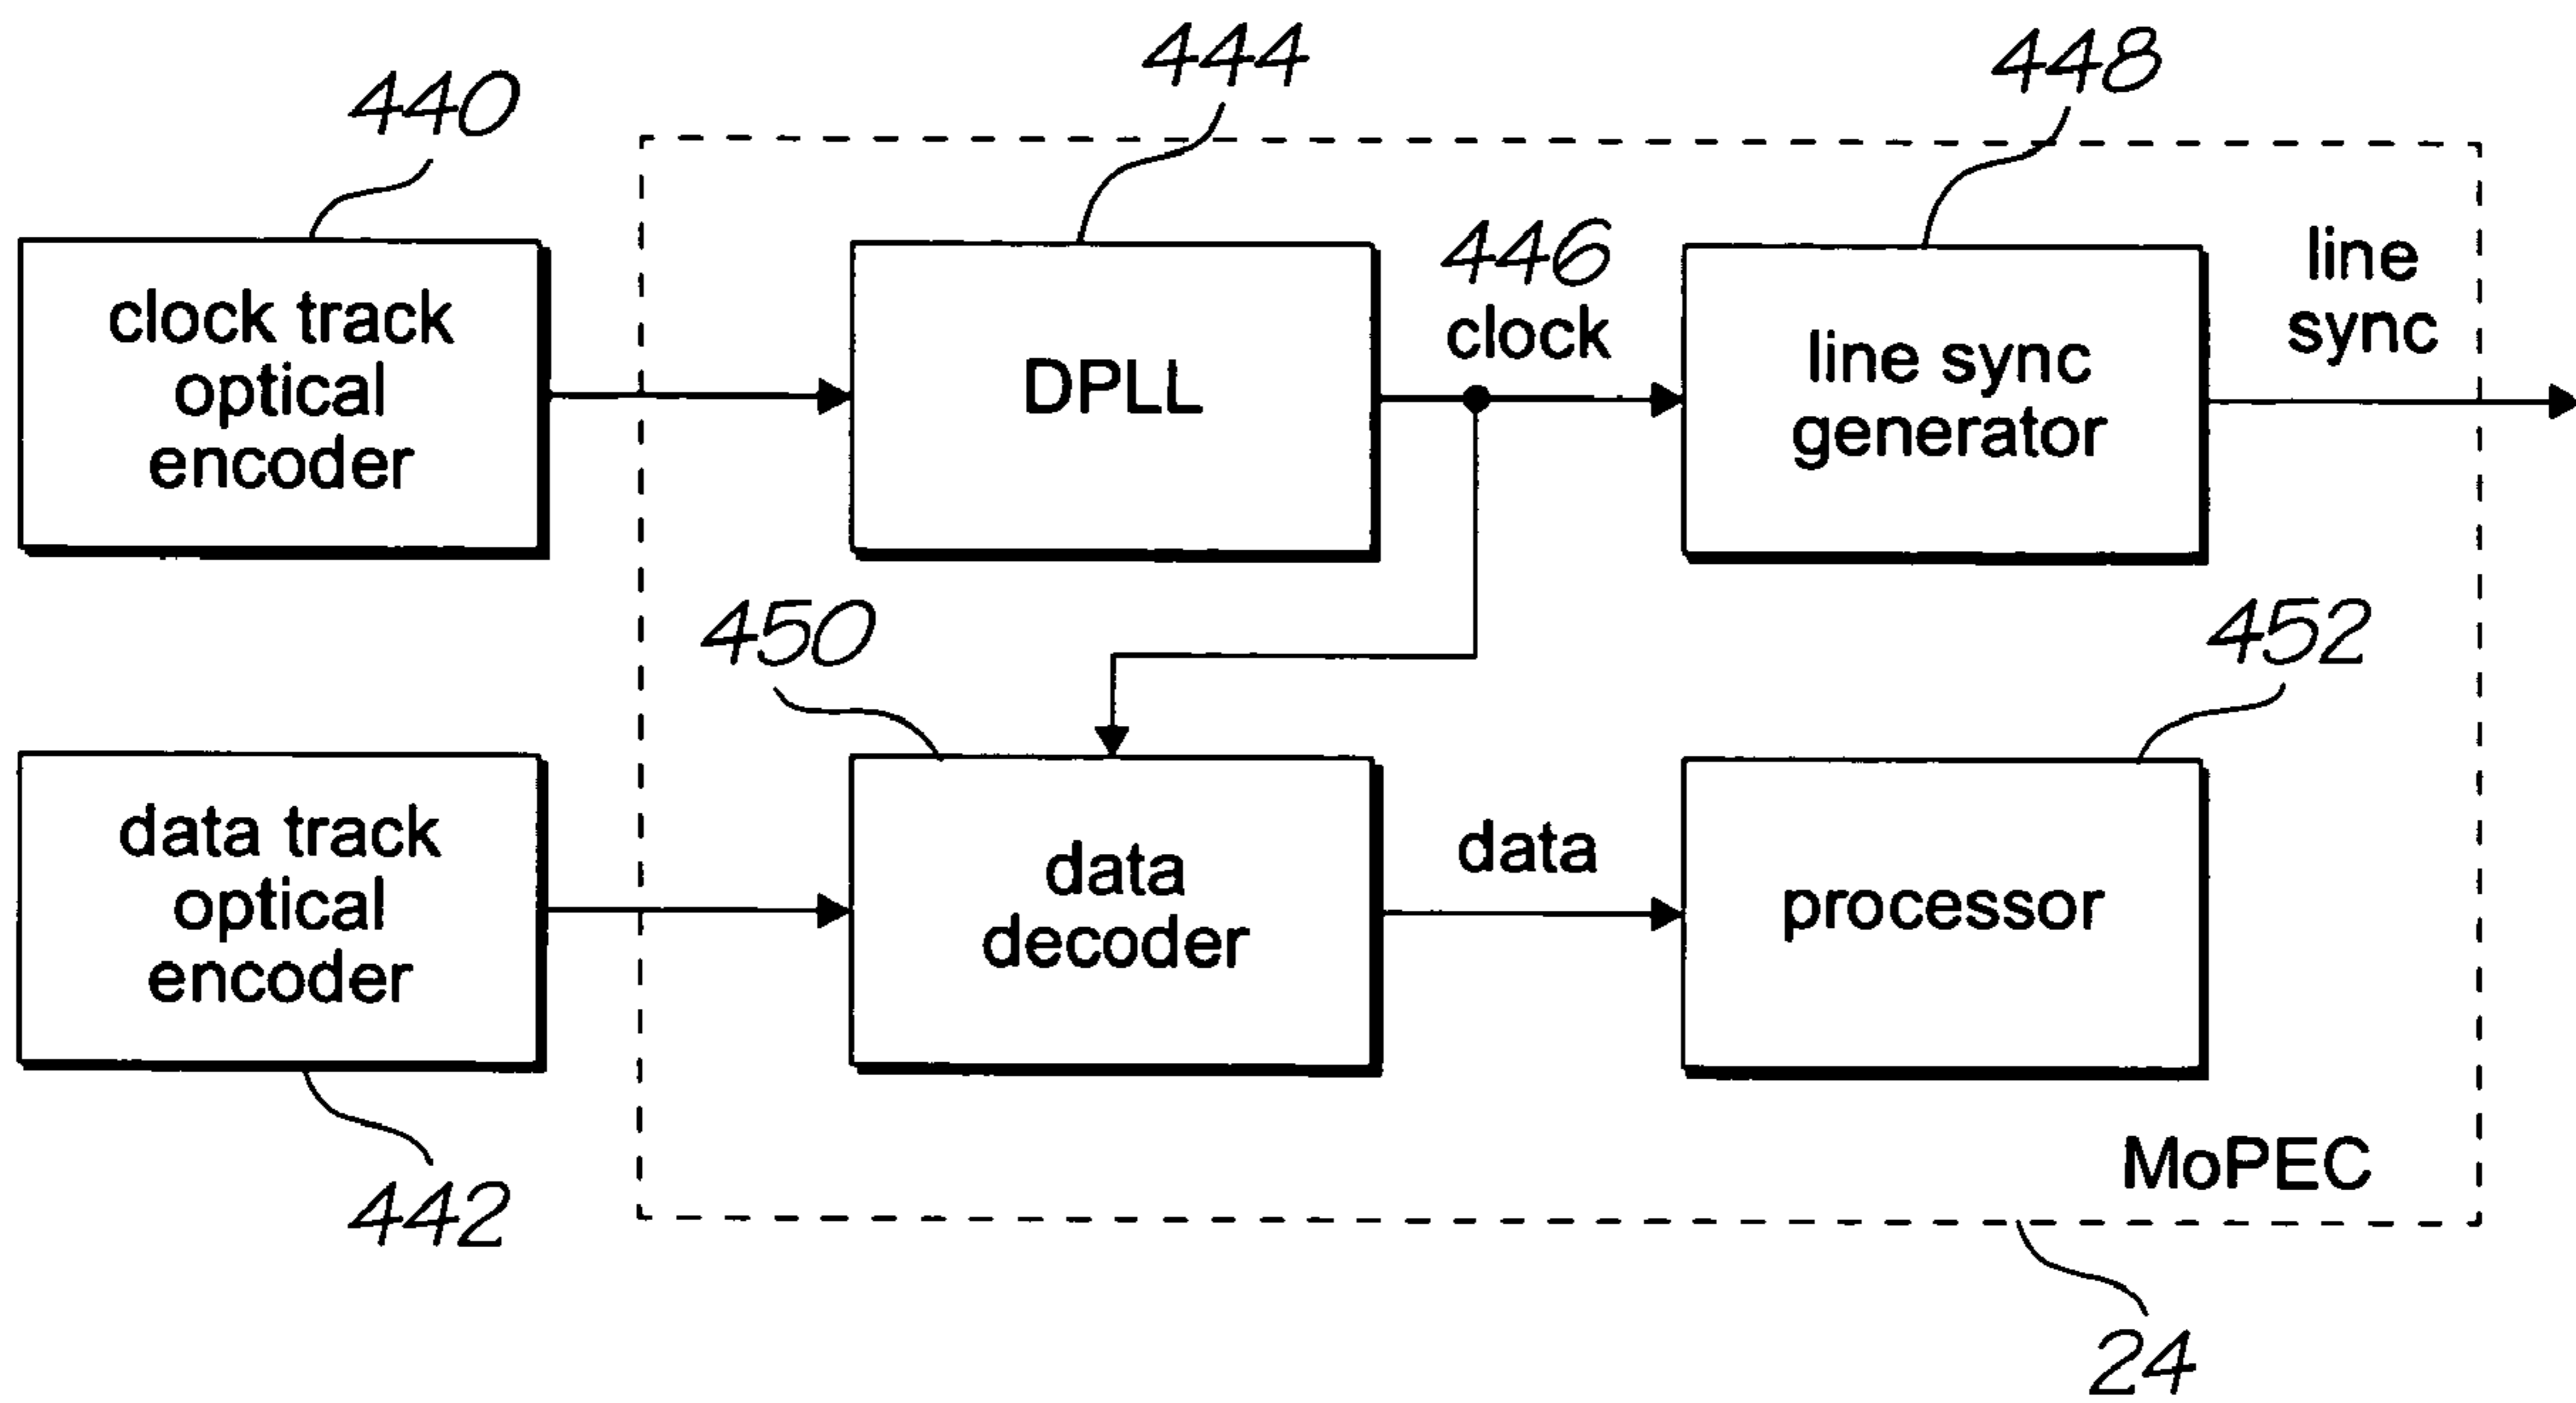 440
444
448
clock track
optical
encoder
DPLL
446
clock
line sync
generator
line
sync
450
452
data track
optical
encoder
data
decoder
data
processor
MoPEC
442
24